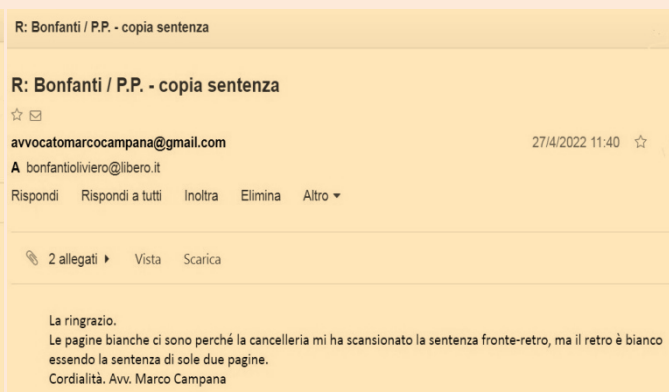 R: Bonfanti / P.P. - copia sentenza
R: Bonfanti / P.P. - copia sentenza
avvocatomarcocampana@gmail.com 27/4/2022 11:40
A bonfantioliviero@libero.it
Rispondi Rispondi a tutti Inoltra Elimina Altro
2 allegati Vista Scarica
La ringrazio.
Le pagine bianche ci sono perché la cancelleria mi ha scansionato la sentenza fronte-retro, ma il retro è bianco
essendo la sentenza di sole due pagine.
Cordialità. Avv. Marco Campana